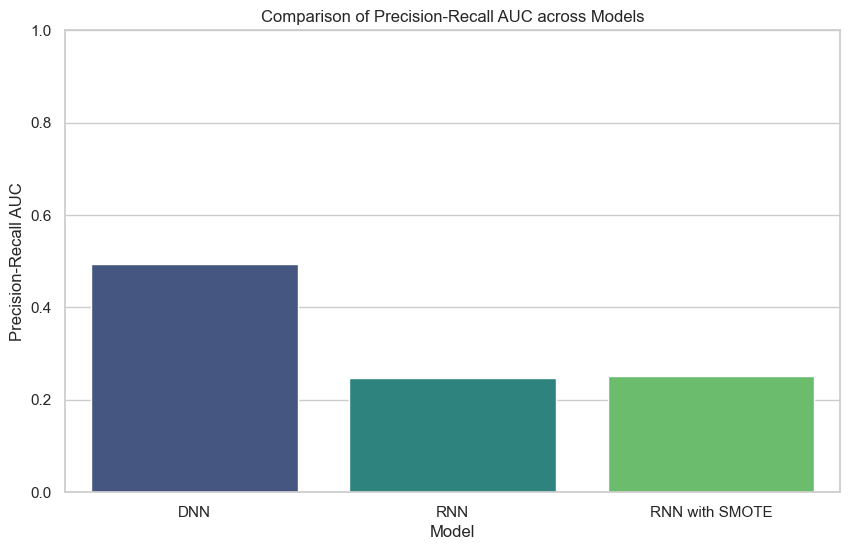 Comparison of Precision-Recall AUC across Models
Precision-Recall AUC
1.0
0.8
0.6
0.4
0.2
0.0
DNN
RNN
RNN with SMOTE
Model